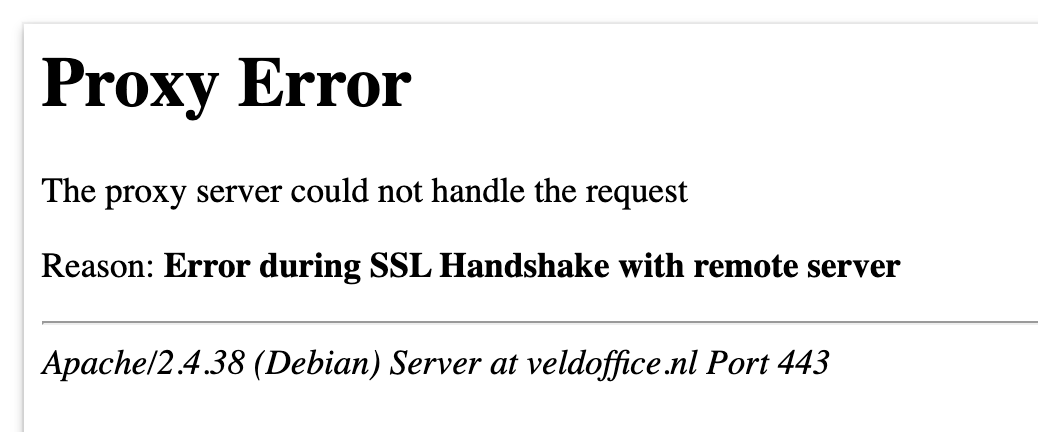 Proxy Error
The proxy server could not handle the request
Reason: Error during SSL Handshake with remote server
Apache/2.4.38 (Debian) Server at veldoffice.nl Port 443